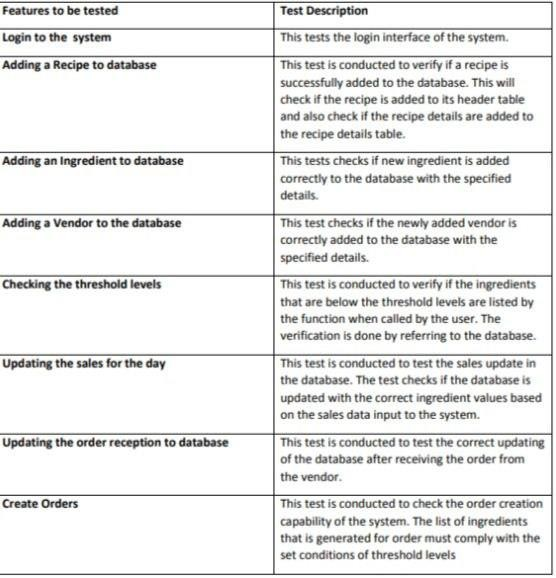 Features to be tested
Test Description
Login to the  system
This tests the login interface of the system.
Adding a Recipe to database
This test is conducted to verify if a recipe is
successfully added to the database. This will
check if the recipe is added to its header table
and also check if the recipe details are added to
the recipe details table.
Adding an Ingredient to database
This tests checks if new ingredient is added
correctly to the database with the specified
details.
Adding a Vendor to the database
This test checks if the newly added vendor is
correctly added to the database with the
specified details.
Checking the threshold levels
This test is conducted to verify if the ingredients
that are below the threshold levels are listed by
the function when called by the user. The
verification is done by referring to the database.
Updating the sales for the day
This test is conducted to test the sales update in
the database. The test checks if the database is
updated with the correct ingredient values based
on the sales data input to the system.
Updating the order reception to database
This test is conducted to test the correct updating
of the database after receiving the order from
the vendor.
Create Orders
This test is conducted to check the order creation
capability of the system. The list of ingredients
that is generated for order must comply with the
set conditions of threshold levels